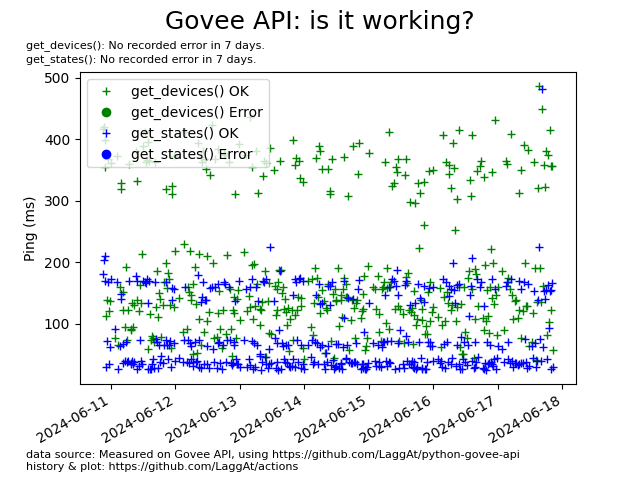 Govee API: is it working?
get_devices(): No recorded error in 7 days.
get_states(): No recorded error in 7 days.
get_devices() OK
get_devices() Error
get_states() OK
get_states() Error
Ping (ms)
500
400
300
200
100
2024-06-11
2024-06-12
2024-06-13
2024-06-14
2024-06-15
2024-06-16
2024-06-17
2024-06-18
data source: Measured on Govee API, using https://github.com/LaggAt/python-govee-api
history & plot: https://github.com/LaggAt/actions